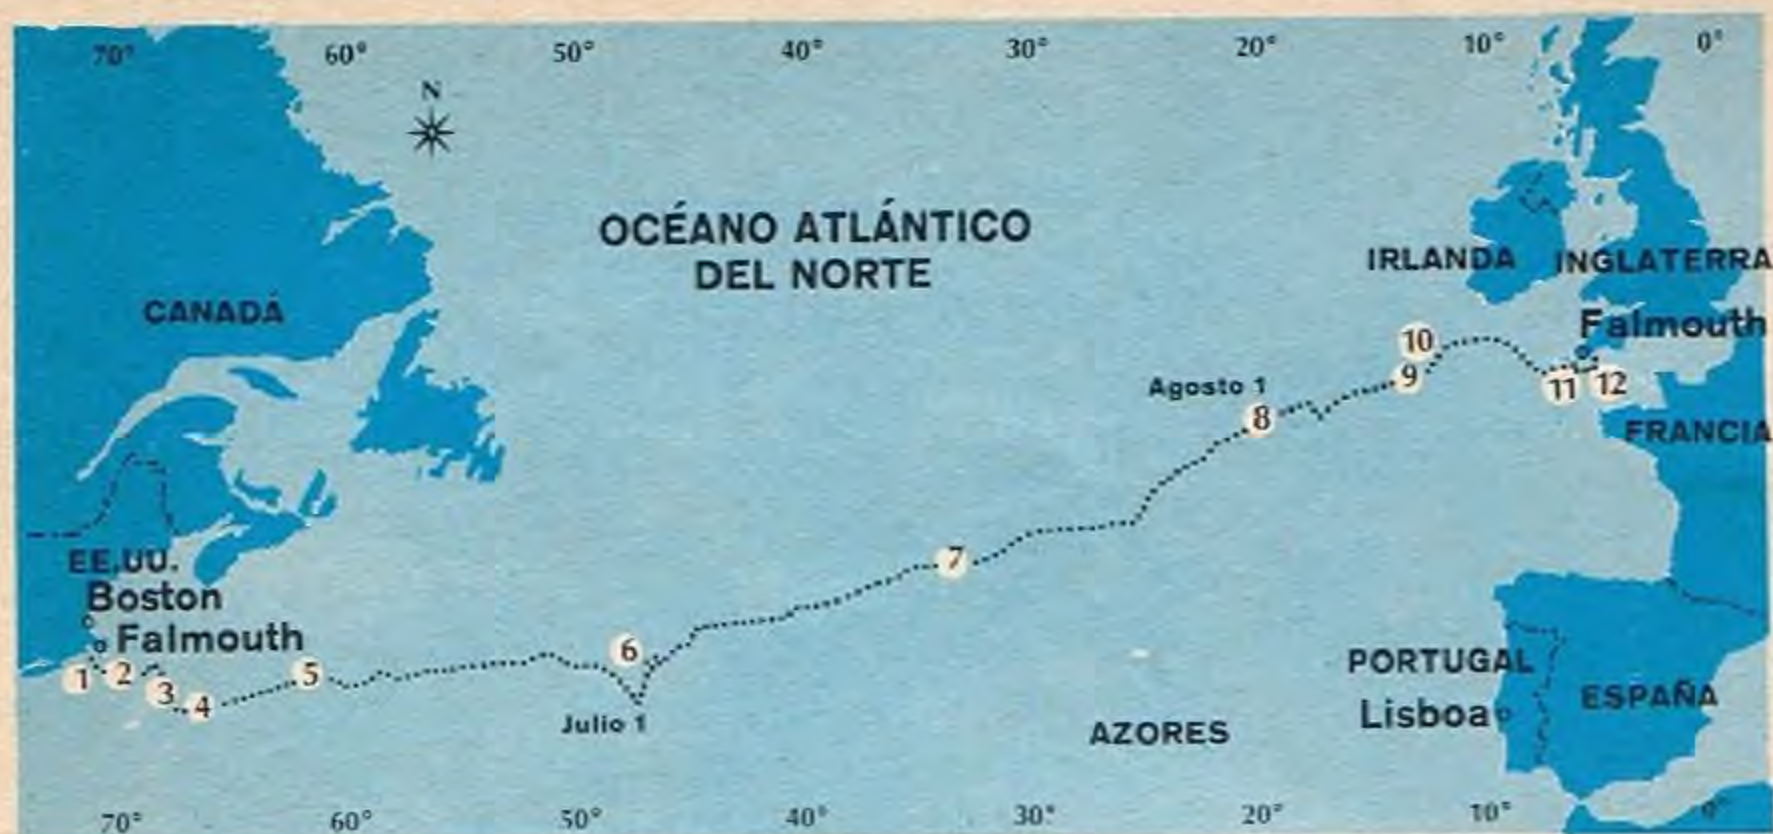 70° 60° 50° 40° 30° 20° 10° 0°
N
OCÉANO ATLÁNTICO
DEL NORTE
IRLANDA INGLATERRA
CANADÁ
Falmouth
10
Agosto 1
9 11 12
8
FRANCIA
EE.UU.
7
Boston
Falmouth
6
1 2 3 4 5
PORTUGAL
ESPAÑA
Lisboa
Julio 1
AZORES
70° 60° 50° 40° 30° 20° 10° 0°